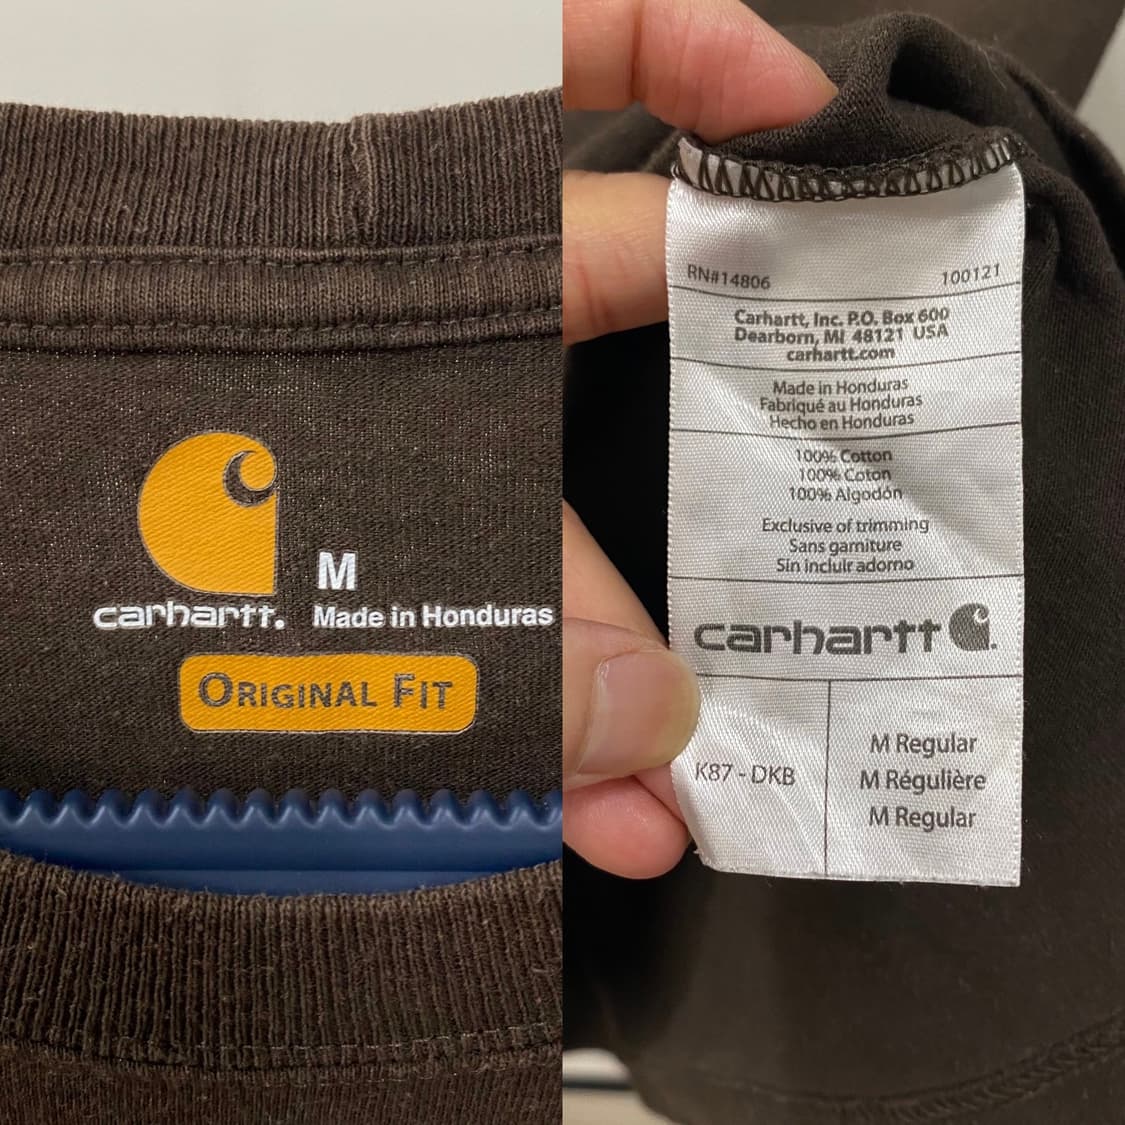 carhartt.
M
Made in Honduras
ORIGINAL FIT
RN#14806 100121
Carhartt, Inc. P.O. Box 600
Dearborn, MI 48121 USA
carhartt.com
Made in Honduras
Fabriqué au Honduras
Hecho en Honduras
100% Cotton
100% Coton
100% Algodón
Exclusive of trimming
Sans garniture
Sin incluir adorno
carhartt
K87 - DKB
M Regular
M Régulière
M Regular